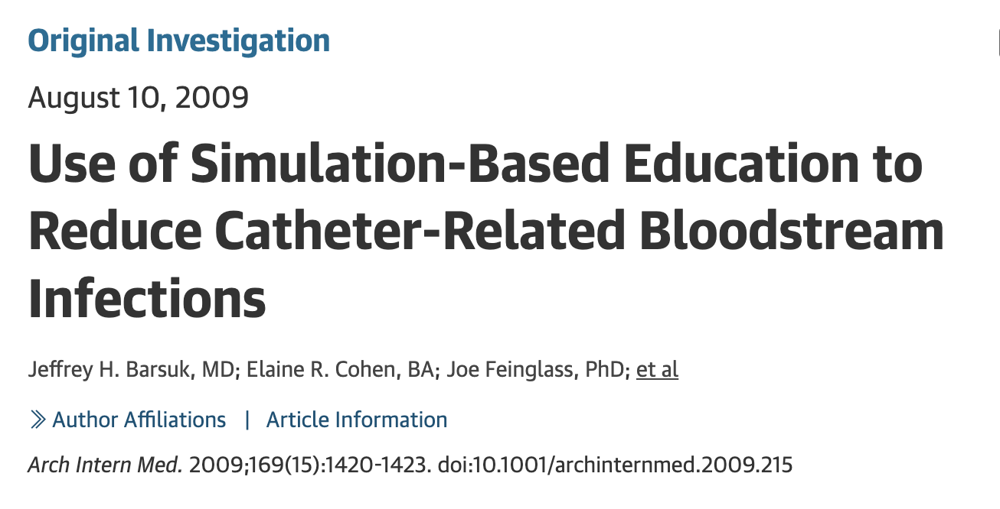 Original Investigation
August 10, 2009
Use of Simulation-Based Education to
Reduce Catheter-Related Bloodstream
Infections
Jeffrey H. Barsuk, MD; Elaine R. Cohen, BA; Joe Feinglass, PhD; et al
Author Affiliations | Article Information
Arch Intern Med. 2009;169(15):1420-1423. doi:10.1001/archinternmed.2009.215